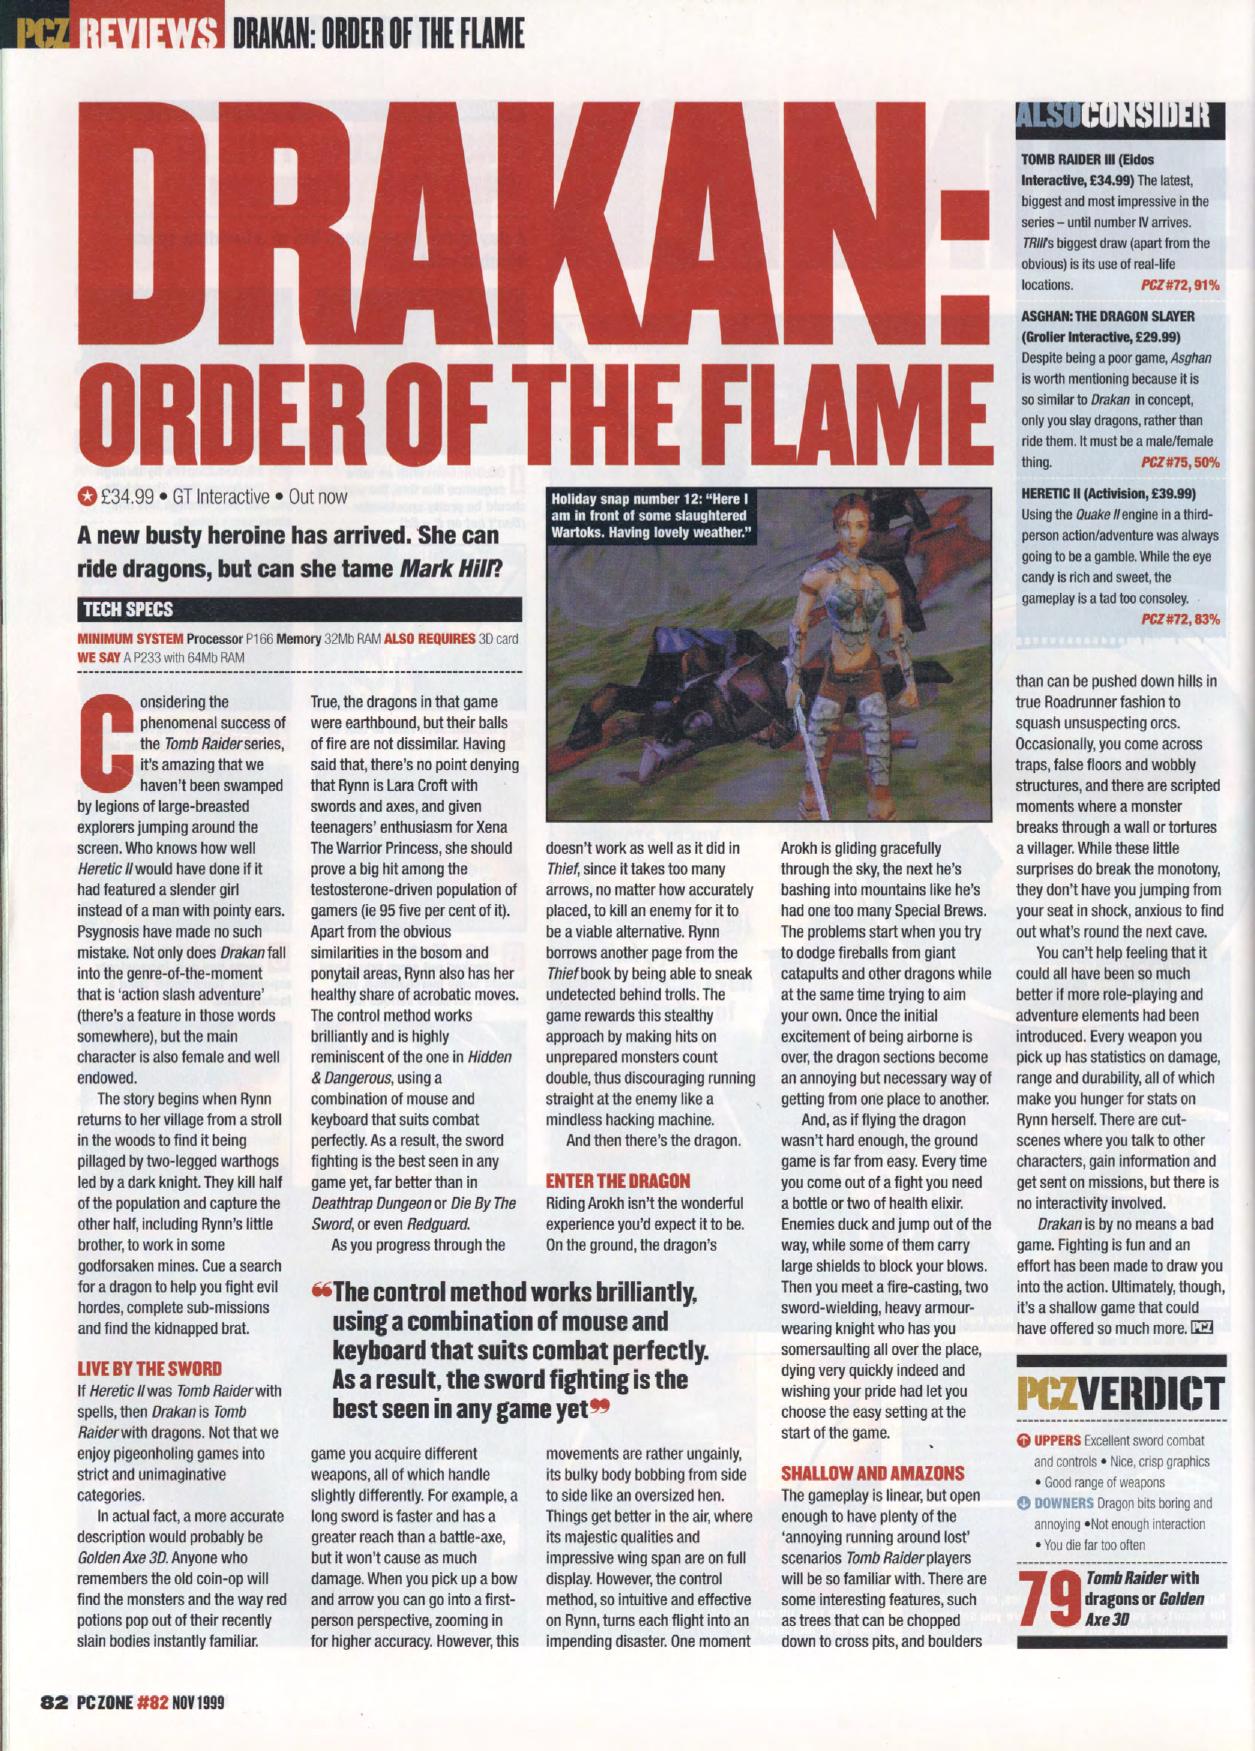 PCZ REVIEWS DRAKAN: ORDER OF THE FLAME
DRAKAN:
ORDER OF THE FLAME
£34.99 • GT Interactive • Out now
A new busty heroine has arrived. She can
ride dragons, but can she tame Mark Hill?
TECH SPECS
MINIMUM SYSTEM Processor P166 Memory 32Mb RAM ALSO REQUIRES 3D card
WE SAY A P233 with 64Mb RAM
Holiday snap number 12: “Here I
am in front of some slaughtered
Wartoks. Having lovely weather.”
Considering the
phenomenal success of
the Tomb Raider series,
it's amazing that we
haven't been swamped
by legions of large-breasted
explorers jumping around the
screen. Who knows how well
Heretic II would have done if it
had featured a slender girl
instead of a man with pointy ears.
Psygnosis have made no such
mistake. Not only does Drakan fall
into the genre-of-the-moment
that is ‘action slash adventure’
(there's a feature in those words
somewhere), but the main
character is also female and well
endowed.
The story begins when Rynn
returns to her village from a stroll
in the woods to find it being
pillaged by two-legged warthogs
led by a dark knight. They kill half
of the population and capture the
other half, including Rynn's little
brother, to work in some
godforsaken mines. Cue a search
for a dragon to help you fight evil
hordes, complete sub-missions
and find the kidnapped brat.
LIVE BY THE SWORD
If Heretic II was Tomb Raider with
spells, then Drakan is Tomb
Raider with dragons. Not that we
enjoy pigeonholing games into
strict and unimaginative
categories.
In actual fact, a more accurate
description would probably be
Golden Axe 3D. Anyone who
remembers the old coin-op will
find the monsters and the way red
potions pop out of their recently
slain bodies instantly familiar.
True, the dragons in that game
were earthbound, but their balls
of fire are not dissimilar. Having
said that, there's no point denying
that Rynn is Lara Croft with
swords and axes, and given
teenagers' enthusiasm for Xena
The Warrior Princess, she should
prove a big hit among the
testosterone-driven population of
gamers (ie 95 five per cent of it).
Apart from the obvious
similarities in the bosom and
ponytail areas, Rynn also has her
healthy share of acrobatic moves.
The control method works
brilliantly and is highly
reminiscent of the one in Hidden
& Dangerous, using a
combination of mouse and
keyboard that suits combat
perfectly. As a result, the sword
fighting is the best seen in any
game yet, far better than in
Deathtrap Dungeon or Die By The
Sword, or even Redguard.
As you progress through the
“The control method works brilliantly,
using a combination of mouse and
keyboard that suits combat perfectly.
As a result, the sword fighting is the
best seen in any game yet”
game you acquire different
weapons, all of which handle
slightly differently. For example, a
long sword is faster and has a
greater reach than a battle-axe,
but it won't cause as much
damage. When you pick up a bow
and arrow you can go into a first-
person perspective, zooming in
for higher accuracy. However, this
doesn't work as well as it did in
Thief, since it takes too many
arrows, no matter how accurately
placed, to kill an enemy for it to
be a viable alternative. Rynn
borrows another page from the
Thief book by being able to sneak
undetected behind trolls. The
game rewards this stealthy
approach by making hits on
unprepared monsters count
double, thus discouraging running
straight at the enemy like a
mindless hacking machine.
And then there's the dragon.
ENTER THE DRAGON
Riding Arokh isn't the wonderful
experience you'd expect it to be.
On the ground, the dragon's
movements are rather ungainly,
its bulky body bobbing from side
to side like an oversized hen.
Things get better in the air, where
its majestic qualities and
impressive wing span are on full
display. However, the control
method, so intuitive and effective
on Rynn, turns each flight into an
impending disaster. One moment
Arokh is gliding gracefully
through the sky, the next he's
bashing into mountains like he's
had one too many Special Brews.
The problems start when you try
to dodge fireballs from giant
catapults and other dragons while
at the same time trying to aim
your own. Once the initial
excitement of being airborne is
over, the dragon sections become
an annoying but necessary way of
getting from one place to another.
And, as if flying the dragon
wasn't hard enough, the ground
game is far from easy. Every time
you come out of a fight you need
a bottle or two of health elixir.
Enemies duck and jump out of the
way, while some of them carry
large shields to block your blows.
Then you meet a fire-casting, two
sword-wielding, heavy armour-
wearing knight who has you
somersaulting all over the place,
dying very quickly indeed and
wishing your pride had let you
choose the easy setting at the
start of the game.
SHALLOW AND AMAZONS
The gameplay is linear, but open
enough to have plenty of the
‘annoying running around lost’
scenarios Tomb Raider players
will be so familiar with. There are
some interesting features, such
as trees that can be chopped
down to cross pits, and boulders
ALSO CONSIDER
TOMB RAIDER III (Eidos
Interactive, £34.99) The latest,
biggest and most impressive in the
series – until number IV arrives.
TRIII's biggest draw (apart from the
obvious) is its use of real-life
locations. PCZ #72, 91%
ASGHAN: THE DRAGON SLAYER
(Grolier Interactive, £29.99)
Despite being a poor game, Asghan
is worth mentioning because it is
so similar to Drakan in concept,
only you slay dragons, rather than
ride them. It must be a male/female
thing. PCZ #75, 50%
HERETIC II (Activision, £39.99)
Using the Quake II engine in a third-
person action/adventure was always
going to be a gamble. While the eye
candy is rich and sweet, the
gameplay is a tad too consoley.
PCZ #72, 83%
than can be pushed down hills in
true Roadrunner fashion to
squash unsuspecting orcs.
Occasionally, you come across
traps, false floors and wobbly
structures, and there are scripted
moments where a monster
breaks through a wall or tortures
a villager. While these little
surprises do break the monotony,
they don't have you jumping from
your seat in shock, anxious to find
out what's round the next cave.
You can't help feeling that it
could all have been so much
better if more role-playing and
adventure elements had been
introduced. Every weapon you
pick up has statistics on damage,
range and durability, all of which
make you hunger for stats on
Rynn herself. There are cut-
scenes where you talk to other
characters, gain information and
get sent on missions, but there is
no interactivity involved.
Drakan is by no means a bad
game. Fighting is fun and an
effort has been made to draw you
into the action. Ultimately, though,
it's a shallow game that could
have offered so much more. PCZ
PCZ VERDICT
UPPERS Excellent sword combat
and controls • Nice, crisp graphics
• Good range of weapons
DOWNERS Dragon bits boring and
annoying •Not enough interaction
• You die far too often
79 Tomb Raider with
dragons or Golden
Axe 3D
82 PC ZONE #82 NOV 1999